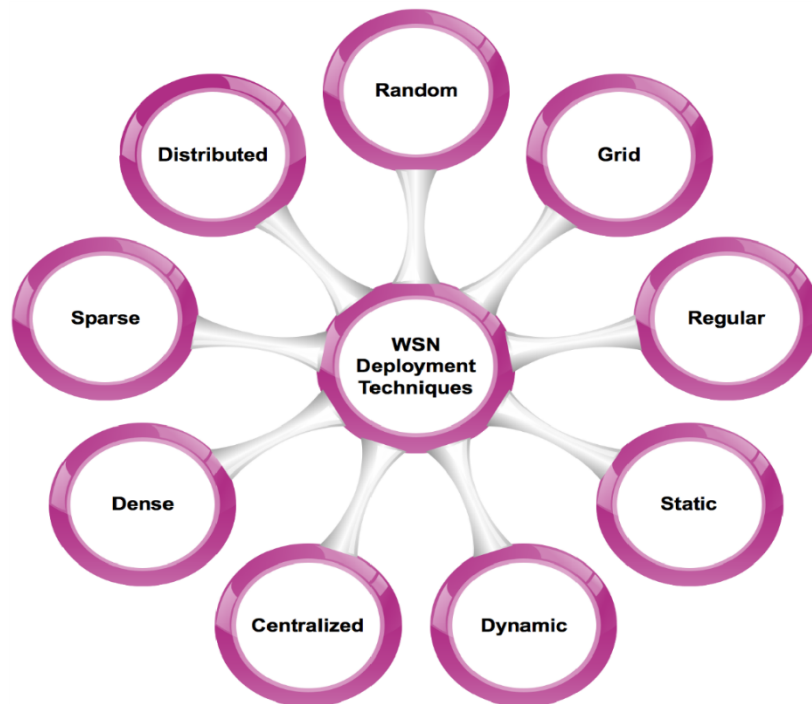 Random
Distributed
Grid
Sparse
Regular
WSN
Deployment
Techniques
Dense
Static
Centralized
Dynamic